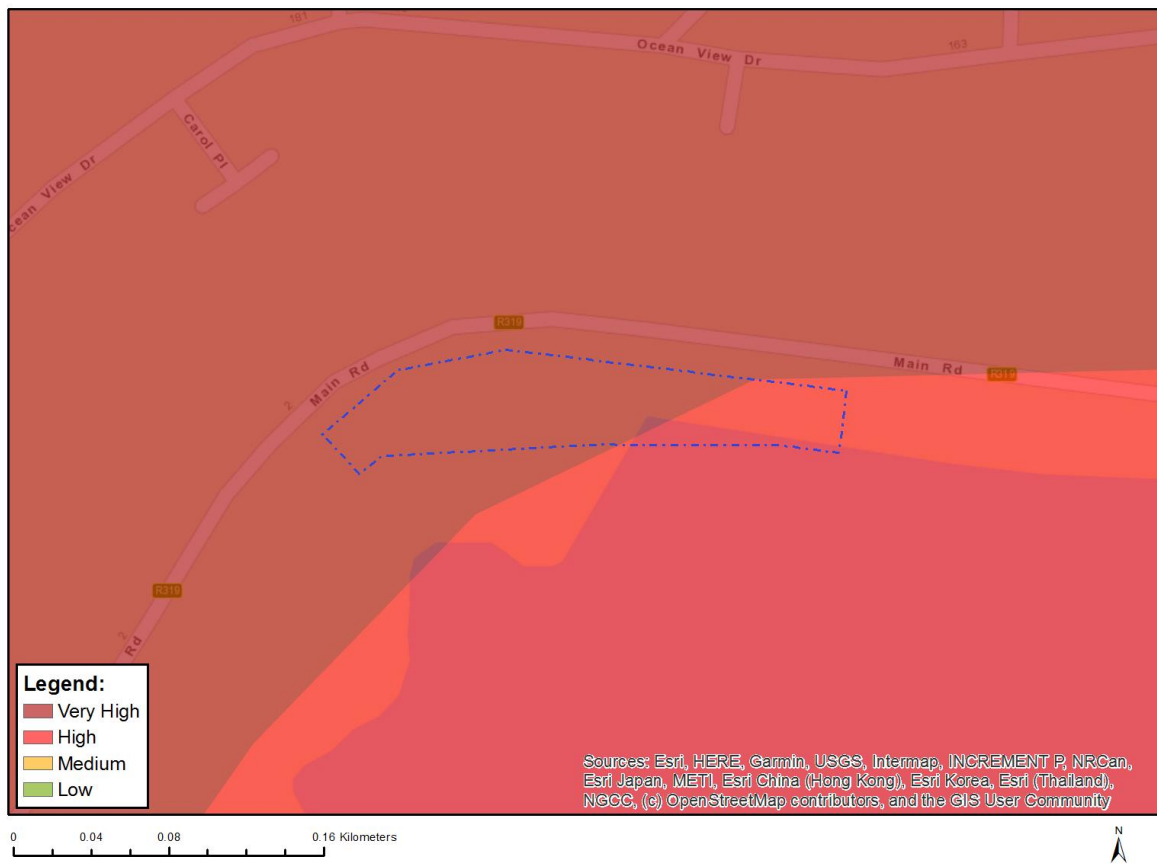 181
Ocean View Dr
163
Carol Pl
cean View Dr
R319
Main Rd
Main Rd
R319
2
R319
2
Rd
Legend:
Very High
High
Medium
Low
Sources: Esri, HERE, Garmin, USGS, Intermap, INCREMENT P, NRCan,
Esri Japan, METI, Esri China (Hong Kong), Esri Korea, Esri (Thailand),
NGCC, (c) OpenStreetMap contributors, and the GIS User Community
0 0.04 0.08 0.16 Kilometers
N